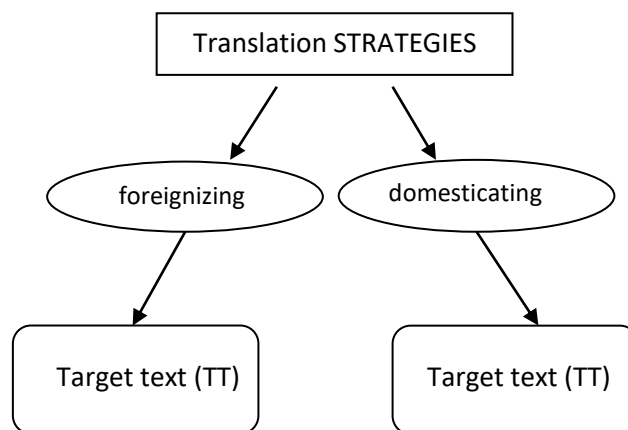 Translation STRATEGIES
foreignizing
domesticating
Target text (TT)
Target text (TT)